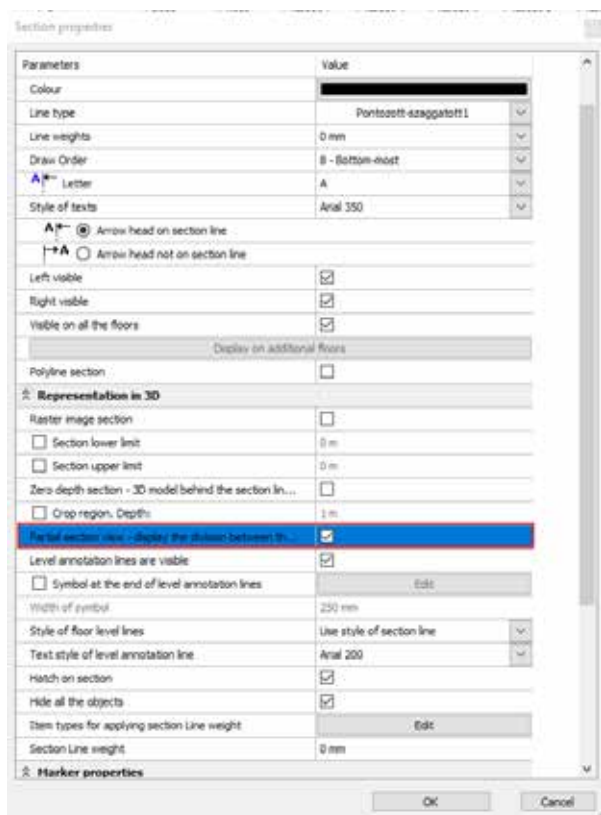 Section properties
Parameters Value
Colour
Line type Pontozott-szaggatott1
Line weights 0 mm
Draw Order 8 - Bottom-most
A Letter A
Style of texts Arial 350
A Arrow head on section line
A Arrow head not on section line
Left visible
Right visible
Visible on all the floors
Display on additional floors
Polyline section
Representation in 3D
Raster image section
Section lower limit 0 m
Section upper limit 0 m
Zero depth section - 3D model behind the section lin...
Crop region. Depth: 1 m
Partial section view - display the division between th...
Level annotation lines are visible
Symbol at the end of level annotation lines Edit
Width of symbol 250 mm
Style of floor level lines Use style of section line
Text style of level annotation line Arial 200
Hatch on section
Hide all the objects
Item types for applying section Line weight Edit
Section Line weight 0 mm
Marker properties
OK Cancel